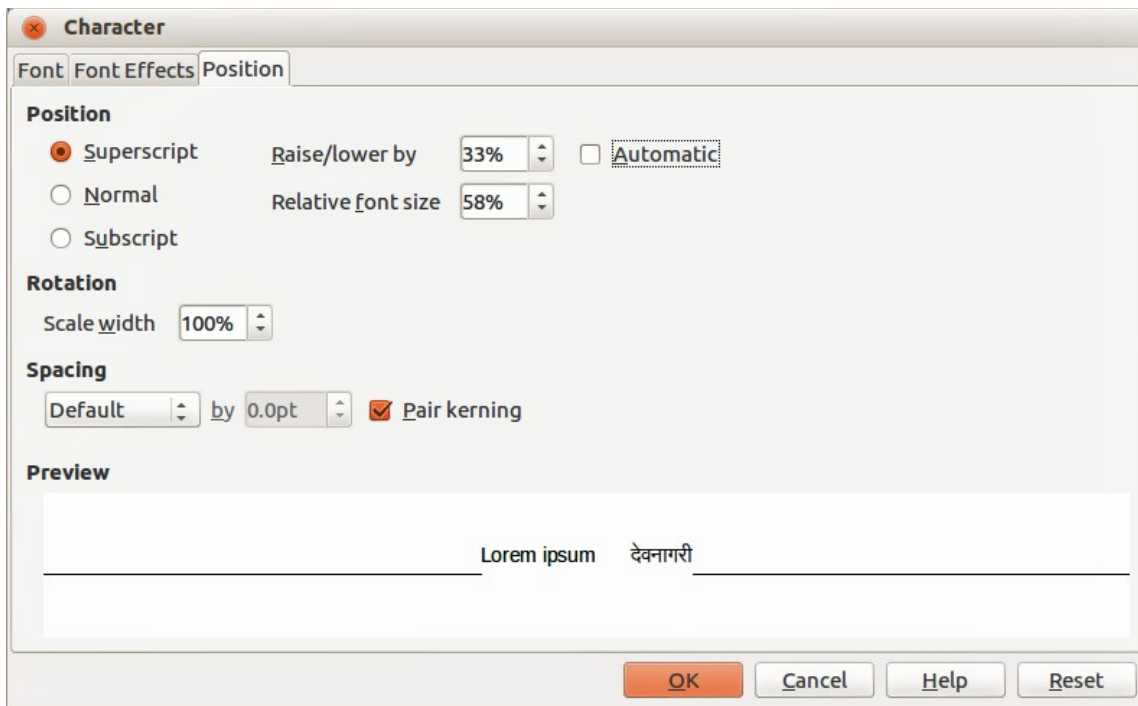 Character
Font Font Effects Position
Position
Superscript Raise/lower by 33% Automatic
Normal Relative font size 58%
Subscript
Rotation
Scale width 100%
Spacing
Default by 0.0pt Pair kerning
Preview
Lorem ipsum देवनागरी
OK Cancel Help Reset